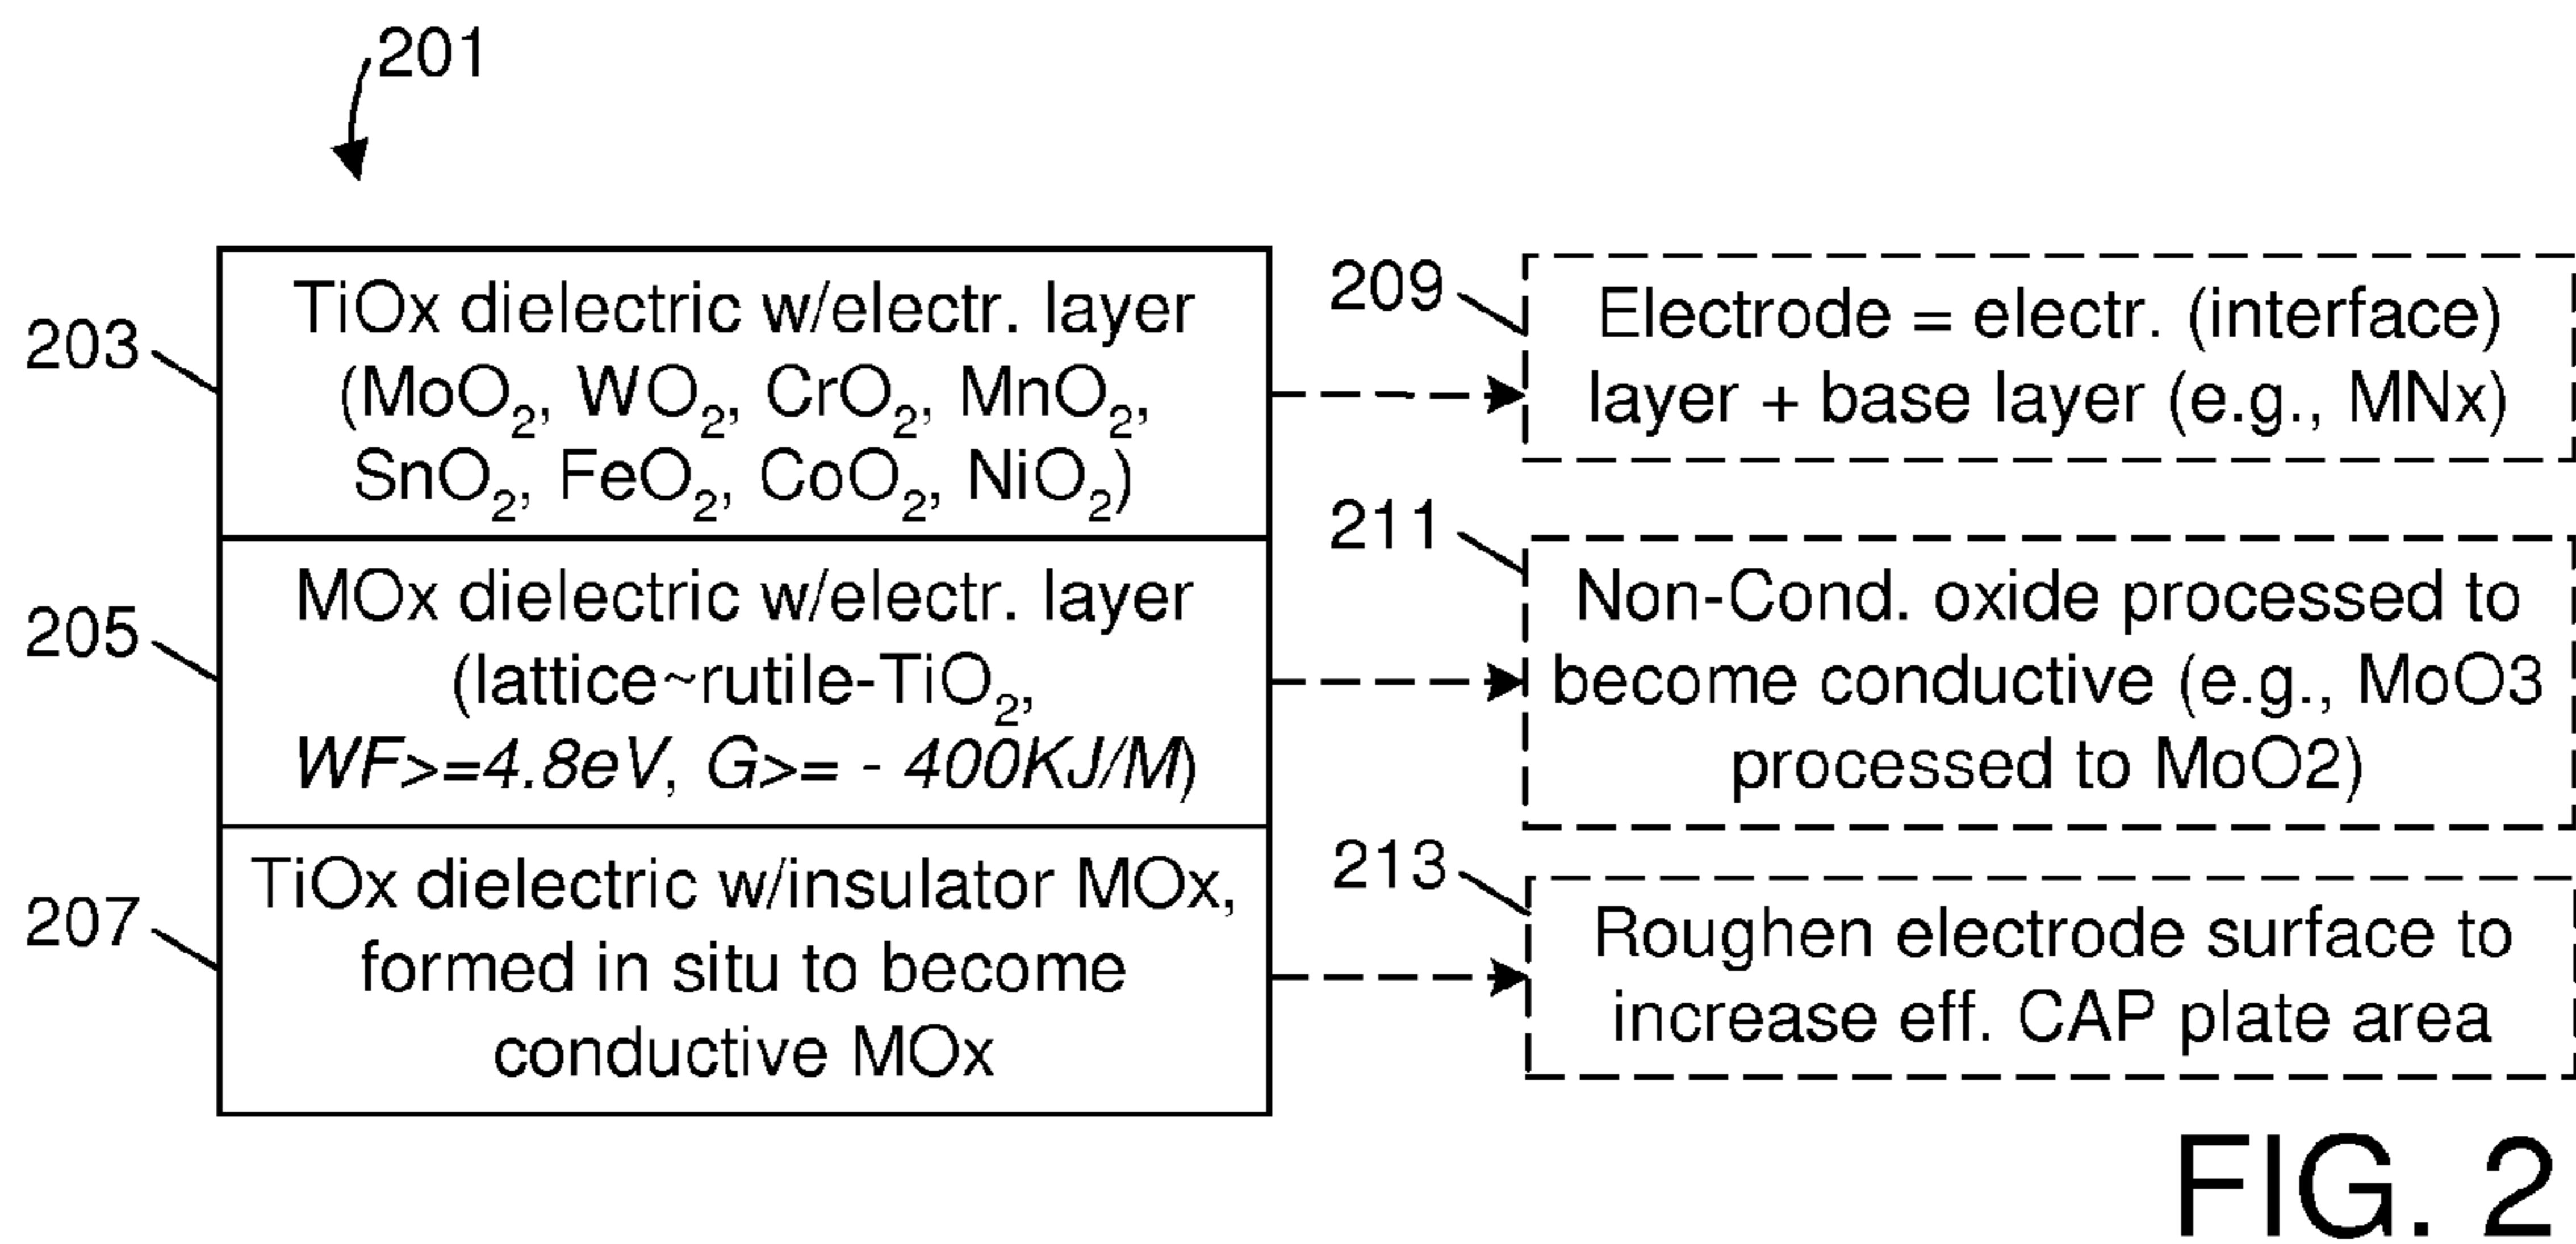 201
203
TiOx dielectric w/electr. layer
(MoO₂, WO₂, CrO₂, MnO₂,
SnO₂, FeO₂, CoO₂, NiO₂)
205
MOx dielectric w/electr. layer
(lattice~rutile-TiO₂,
WF>=4.8eV, G>= - 400KJ/M)
207
TiOx dielectric w/insulator MOx,
formed in situ to become
conductive MOx
209
Electrode = electr. (interface)
layer + base layer (e.g., MNx)
211
Non-Cond. oxide processed to
become conductive (e.g., MoO3
processed to MoO2)
213
Roughen electrode surface to
increase eff. CAP plate area
FIG. 2